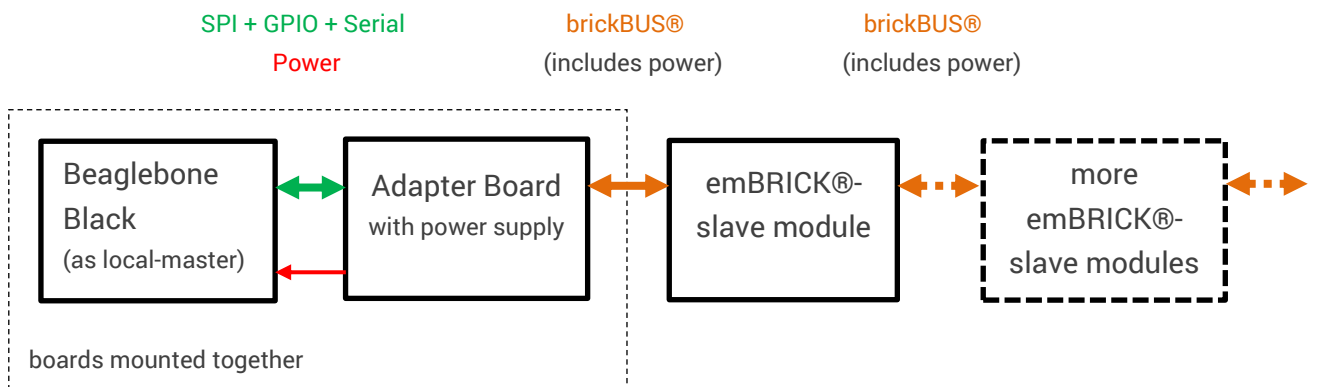 SPI + GPIO + Serial
Power
brickBUS®
(includes power)
brickBUS®
(includes power)
Beaglebone
Black
(as local-master)
Adapter Board
with power supply
emBRICK®-
slave module
more
emBRICK®-
slave modules
boards mounted together